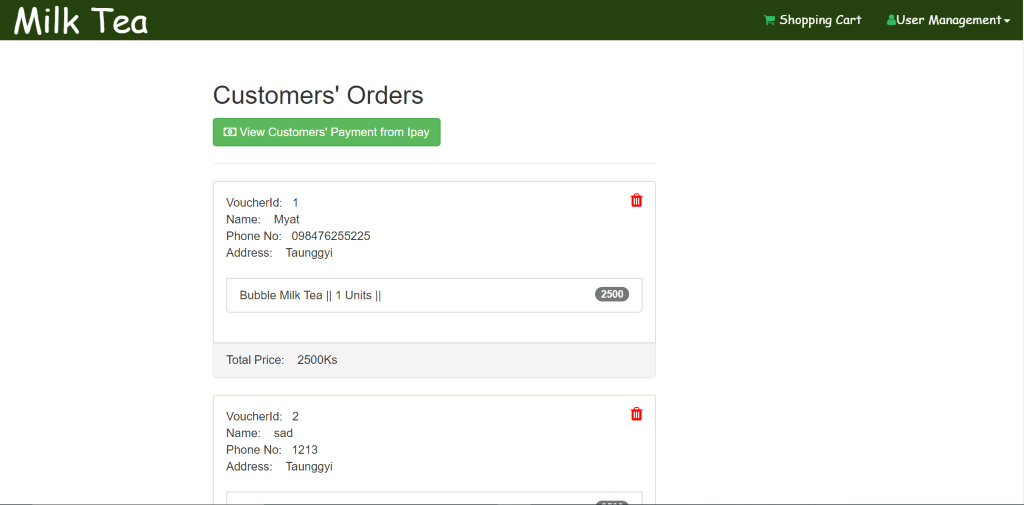 Milk Tea
Shopping Cart
User Management
Customers' Orders
View Customers' Payment from Ipay
VoucherId: 1
Name: Myat
Phone No: 098476255225
Address: Taunggyi
Bubble Milk Tea || 1 Units ||
2500
Total Price: 2500Ks
VoucherId: 2
Name: sad
Phone No: 1213
Address: Taunggyi